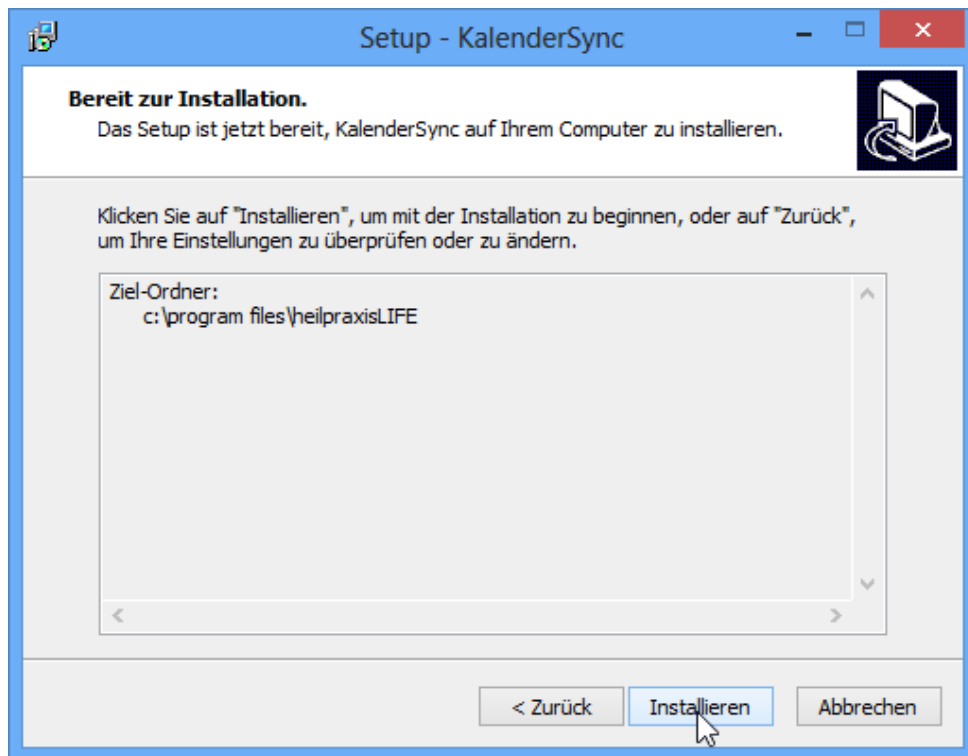 Setup - KalenderSync
Bereit zur Installation.
Das Setup ist jetzt bereit, KalenderSync auf Ihrem Computer zu installieren.
Klicken Sie auf "Installieren", um mit der Installation zu beginnen, oder auf "Zurück",
um Ihre Einstellungen zu überprüfen oder zu ändern.
Ziel-Ordner:
c:\program files\heilpraxisLIFE
< Zurück Installieren Abbrechen